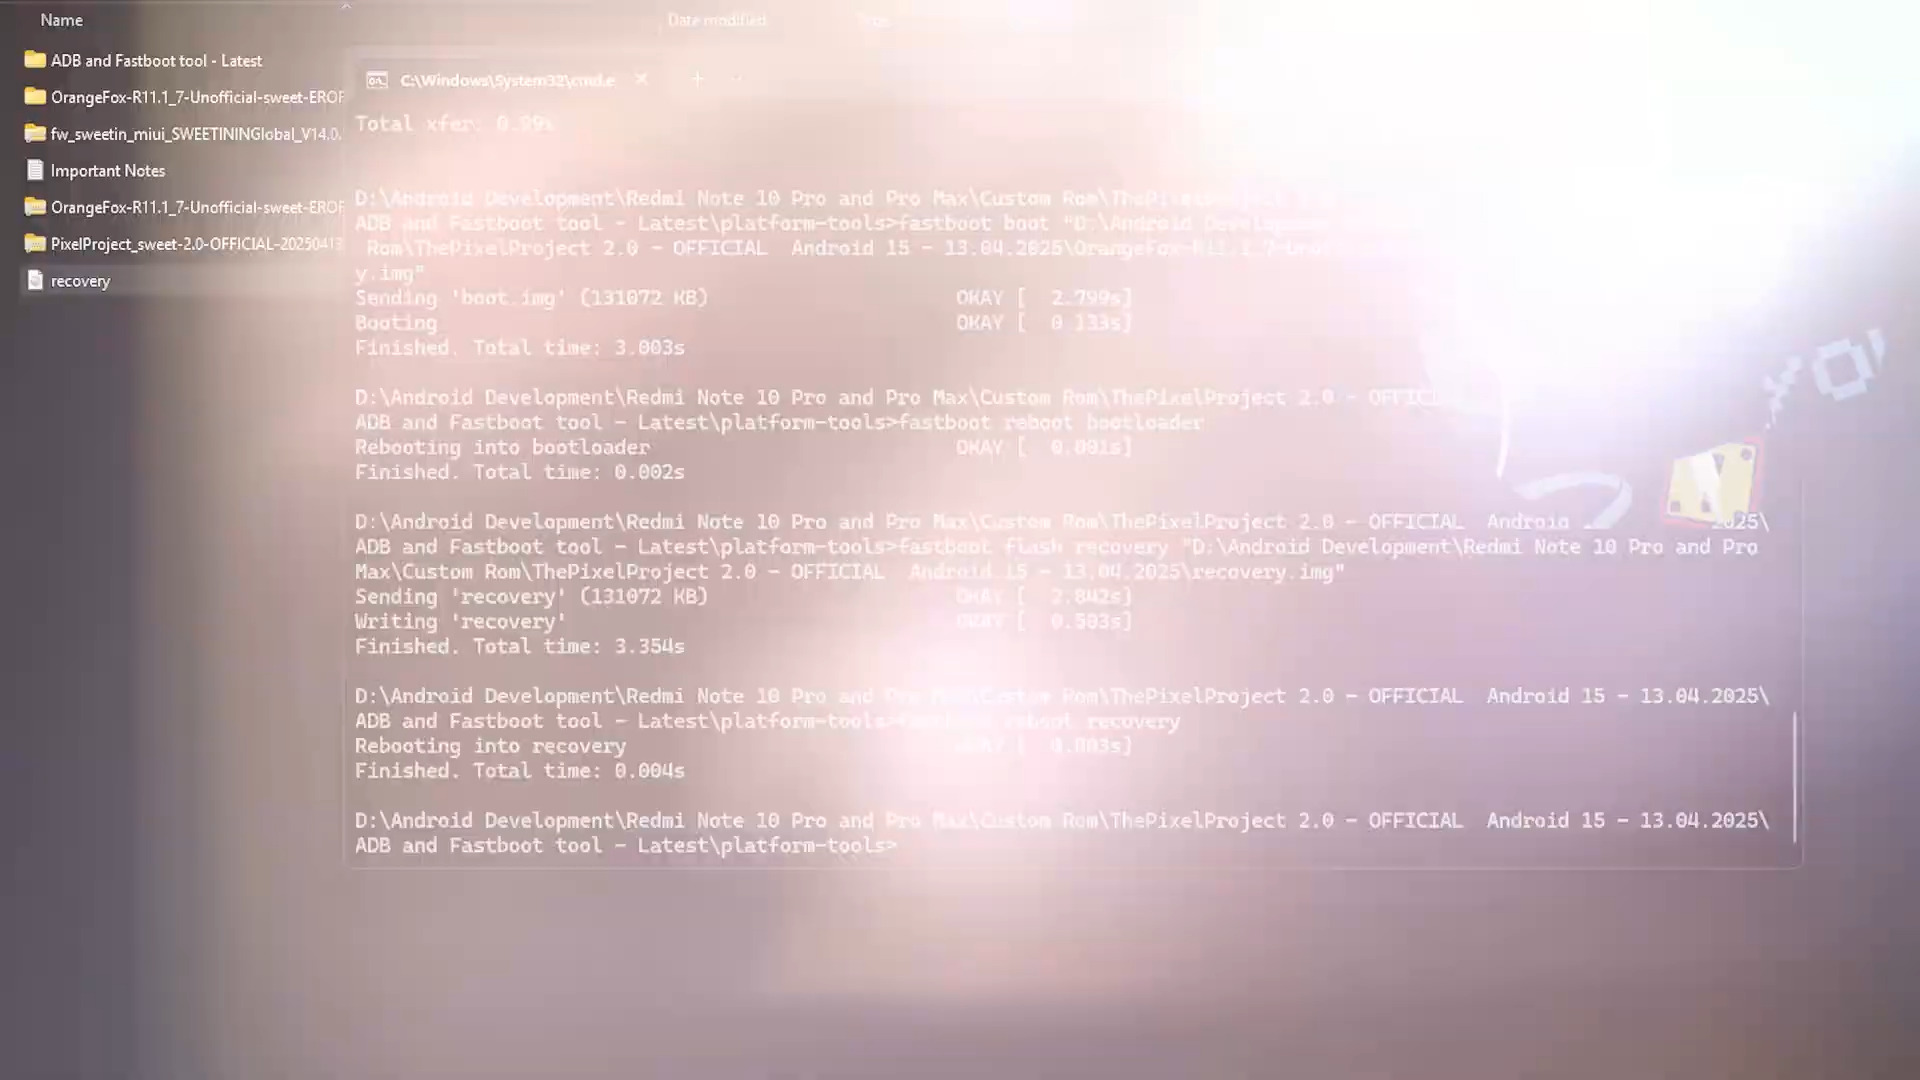 Name
Date modified
Type
ADB and Fastboot tool - Latest
OrangeFox-R11.1_7-Unofficial-sweet-EROF
fw_sweetin_miui_SWEETININGlobal_V14.0.
Important Notes
OrangeFox-R11.1_7-Unofficial-sweet-EROF
PixelProject_sweet-2.0-OFFICIAL-20250413
recovery
C:\Windows\System32\cmd.e
Total xfer: 0.99x
D:\Android Development\Redmi Note 10 Pro and Pro Max\Custom Rom\ThePixelProject 2.0
ADB and Fastboot tool - Latest\platform-tools>fastboot boot "D:\Android Development
Rom\ThePixelProject 2.0 - OFFICIAL  Android 15 - 13.04.2025\OrangeFox-R11.1_7-Unof
y.img"
Sending 'boot.img' (131072 KB) OKAY [ 2.799s]
Booting OKAY [ 0.133s]
Finished. Total time: 3.003s
D:\Android Development\Redmi Note 10 Pro and Pro Max\Custom Rom\ThePixelProject 2.0 - OFFICI
ADB and Fastboot tool - Latest\platform-tools>fastboot reboot bootloader
Rebooting into bootloader OKAY [ 0.001s]
Finished. Total time: 0.002s
D:\Android Development\Redmi Note 10 Pro and Pro Max\Custom Rom\ThePixelProject 2.0 - OFFICIAL  Android 2025\
ADB and Fastboot tool - Latest\platform-tools>fastboot flash recovery "D:\Android Development\Redmi Note 10 Pro and Pro
Max\Custom Rom\ThePixelProject 2.0 - OFFICIAL  Android 15 - 13.04.2025\recovery.img"
Sending 'recovery' (131072 KB) OKAY [ 2.842s]
Writing 'recovery' OKAY [ 0.503s]
Finished. Total time: 3.354s
D:\Android Development\Redmi Note 10 Pro and Pro Max\Custom Rom\ThePixelProject 2.0 - OFFICIAL  Android 15 - 13.04.2025\
ADB and Fastboot tool - Latest\platform-tools>fastboot reboot recovery
Rebooting into recovery OKAY [ 0.003s]
Finished. Total time: 0.004s
D:\Android Development\Redmi Note 10 Pro and Pro Max\Custom Rom\ThePixelProject 2.0 - OFFICIAL  Android 15 - 13.04.2025\
ADB and Fastboot tool - Latest\platform-tools>